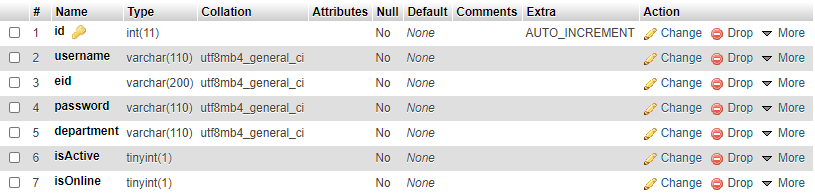 # Name Type Collation Attributes Null Default Comments Extra Action
1 id int(11) No None AUTO_INCREMENT Change Drop More
2 username varchar(110) utf8mb4_general_ci No None Change Drop More
3 eid varchar(200) utf8mb4_general_ci No None Change Drop More
4 password varchar(110) utf8mb4_general_ci No None Change Drop More
5 department varchar(110) utf8mb4_general_ci No None Change Drop More
6 isActive tinyint(1) No None Change Drop More
7 isOnline tinyint(1) No None Change Drop More